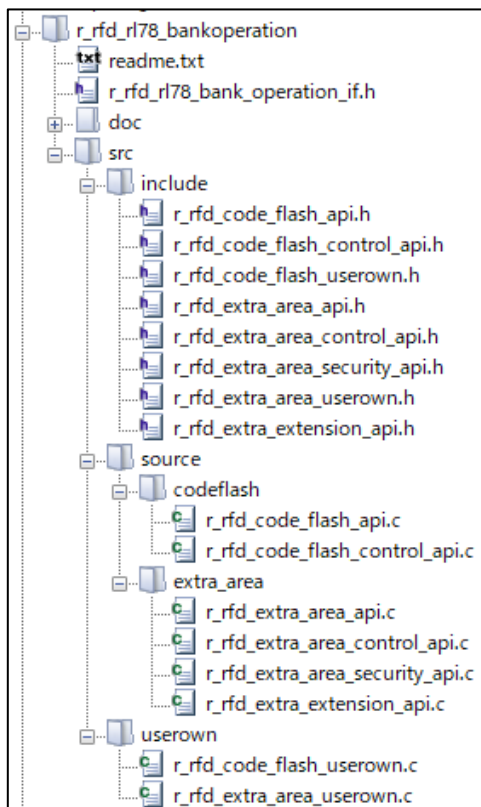 r_rfd_rl78_bankoperation
txt readme.txt
h r_rfd_rl78_bank_operation_if.h
doc
src
include
h r_rfd_code_flash_api.h
h r_rfd_code_flash_control_api.h
h r_rfd_code_flash_userown.h
h r_rfd_extra_area_api.h
h r_rfd_extra_area_control_api.h
h r_rfd_extra_area_security_api.h
h r_rfd_extra_area_userown.h
h r_rfd_extra_extension_api.h
source
codeflash
c r_rfd_code_flash_api.c
c r_rfd_code_flash_control_api.c
extra_area
c r_rfd_extra_area_api.c
c r_rfd_extra_area_control_api.c
c r_rfd_extra_area_security_api.c
c r_rfd_extra_extension_api.c
userown
c r_rfd_code_flash_userown.c
c r_rfd_extra_area_userown.c